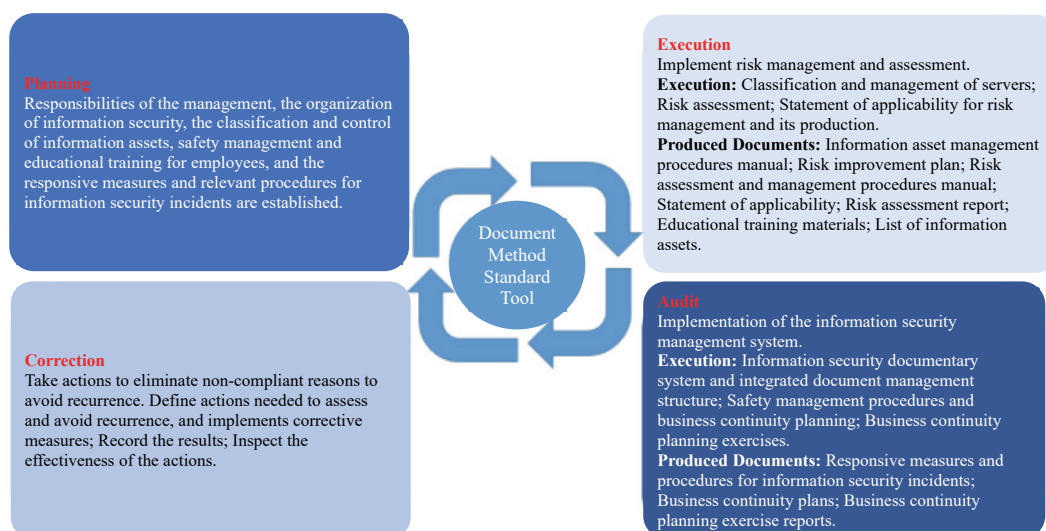 Planning
Responsibilities of the management, the organization
of information security, the classification and control
of information assets, safety management and
educational training for employees, and the
responsive measures and relevant procedures for
information security incidents are established.
Execution
Implement risk management and assessment.
Execution: Classification and management of servers;
Risk assessment; Statement of applicability for risk
management and its production.
Produced Documents: Information asset management
procedures manual; Risk improvement plan; Risk
assessment and management procedures manual;
Statement of applicability; Risk assessment report;
Educational training materials; List of information
assets.
Document
Method
Standard
Tool
Correction
Take actions to eliminate non-compliant reasons to
avoid recurrence. Define actions needed to assess
and avoid recurrence, and implements corrective
measures; Record the results; Inspect the
effectiveness of the actions.
Audit
Implementation of the information security
management system.
Execution: Information security documentary
system and integrated document management
structure; Safety management procedures and
business continuity planning; Business continuity
planning exercises.
Produced Documents: Responsive measures and
procedures for information security incidents;
Business continuity plans; Business continuity
planning exercise reports.